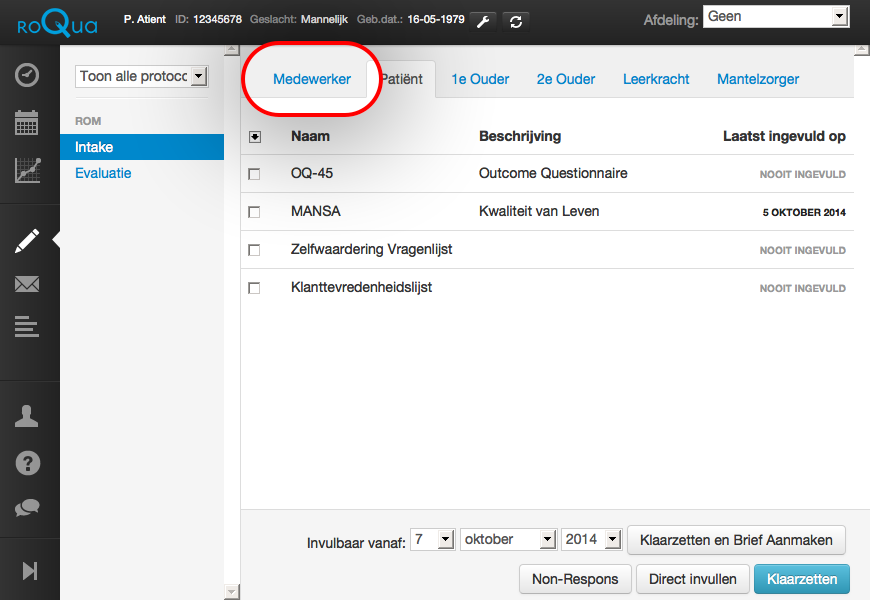 roQua P. Atient ID: 12345678 Geslacht: Mannelijk Geb.dat.: 16-05-1979 Afdeling: Geen
Toon alle protocc
ROM
Intake
Evaluatie
Medewerker Patiënt 1e Ouder 2e Ouder Leerkracht Mantelzorger
Naam Beschrijving Laatst ingevuld op
OQ-45 Outcome Questionnaire NOOIT INGEVULD
MANSA Kwaliteit van Leven 5 OKTOBER 2014
Zelfwaardering Vragenlijst NOOIT INGEVULD
Klanttevredenheidslijst NOOIT INGEVULD
Invulbaar vanaf: 7 oktober 2014 Klaarzetten en Brief Aanmaken
Non-Respons Direct invullen Klaarzetten